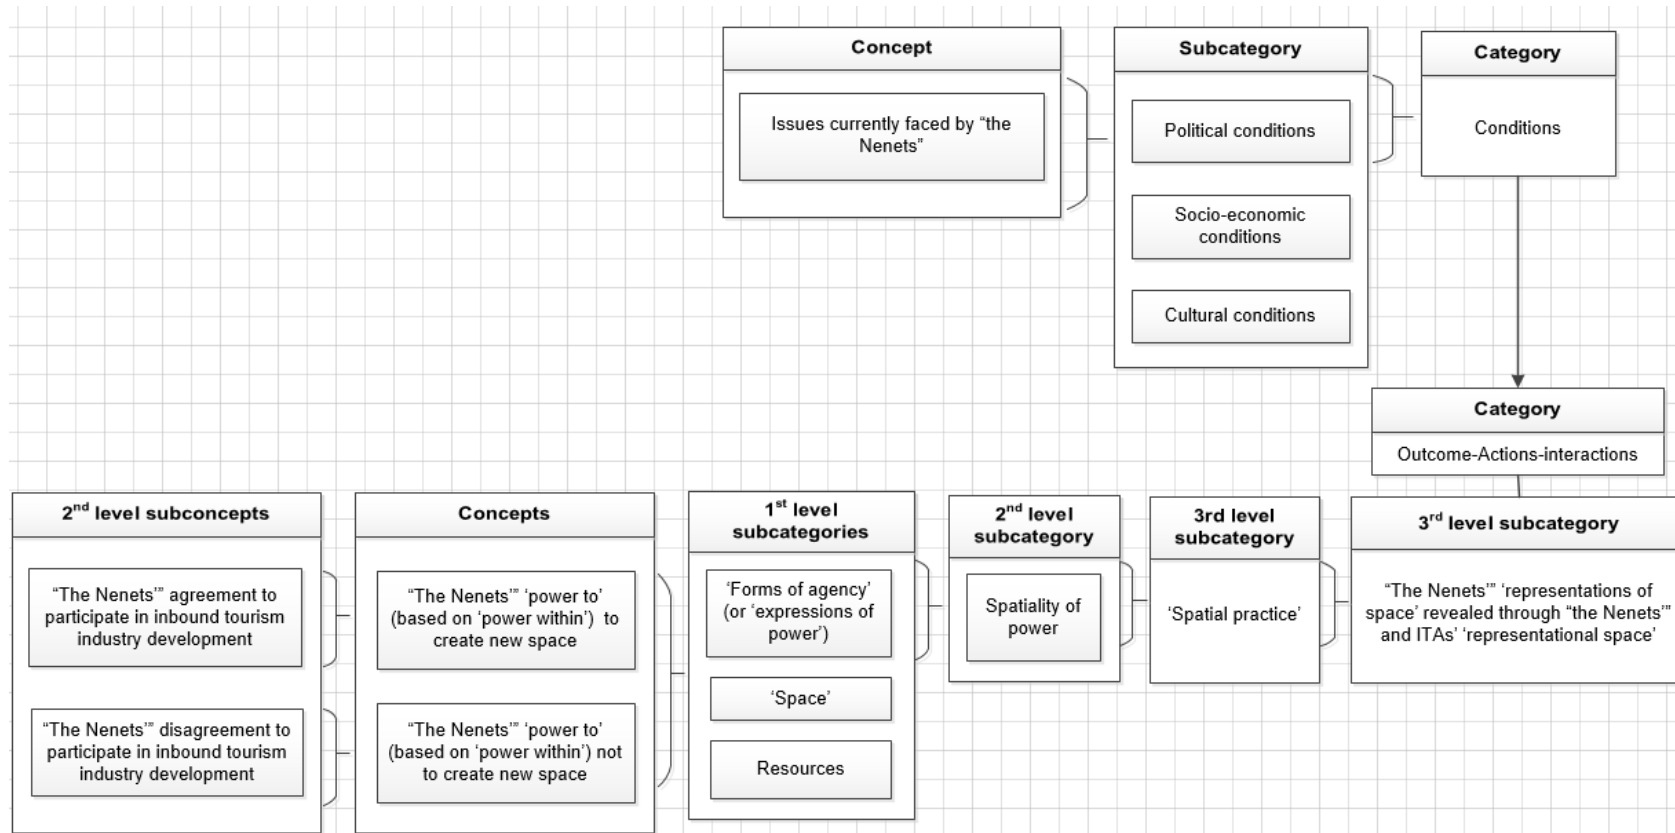 Concept
Issues currently faced by “the
Nenets”
Subcategory
Political conditions
Socio-economic
conditions
Cultural conditions
Category
Conditions
Category
Outcome-Actions-interactions
2nd level subconcepts
“The Nenets’” agreement to
participate in inbound tourism
industry development
“The Nenets’” disagreement to
participate in inbound tourism
industry development
Concepts
“The Nenets’” ‘power to’
(based on ‘power within’) to
create new space
“The Nenets’” ‘power to’
(based on ‘power within’) not
to create new space
1st level
subcategories
‘Forms of agency’
(or ‘expressions of
power’)
‘Space’
Resources
2nd level
subcategory
Spatiality of
power
3rd level
subcategory
‘Spatial practice’
3rd level subcategory
“The Nenets’” ‘representations of
space’ revealed through “the Nenets’”
and ITAs’ ‘representational space’